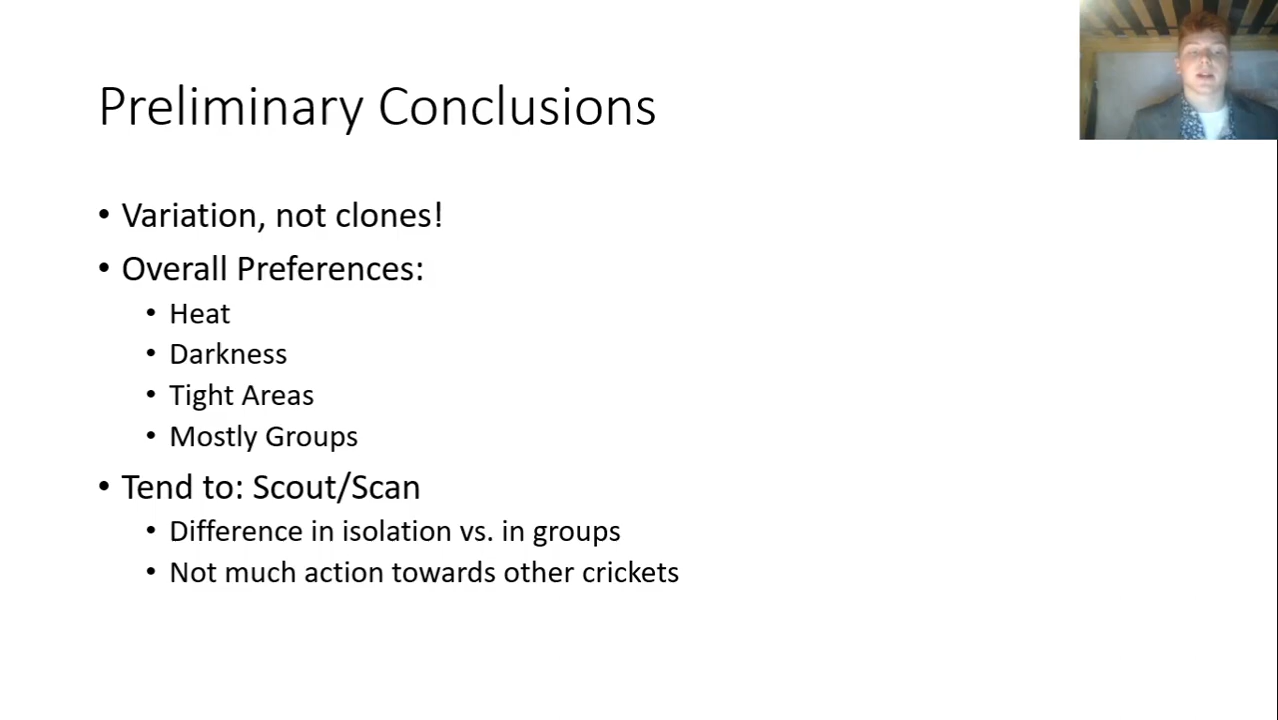 Preliminary Conclusions
• Variation, not clones!
• Overall Preferences:
• Heat
• Darkness
• Tight Areas
• Mostly Groups
• Tend to: Scout/Scan
• Difference in isolation vs. in groups
• Not much action towards other crickets